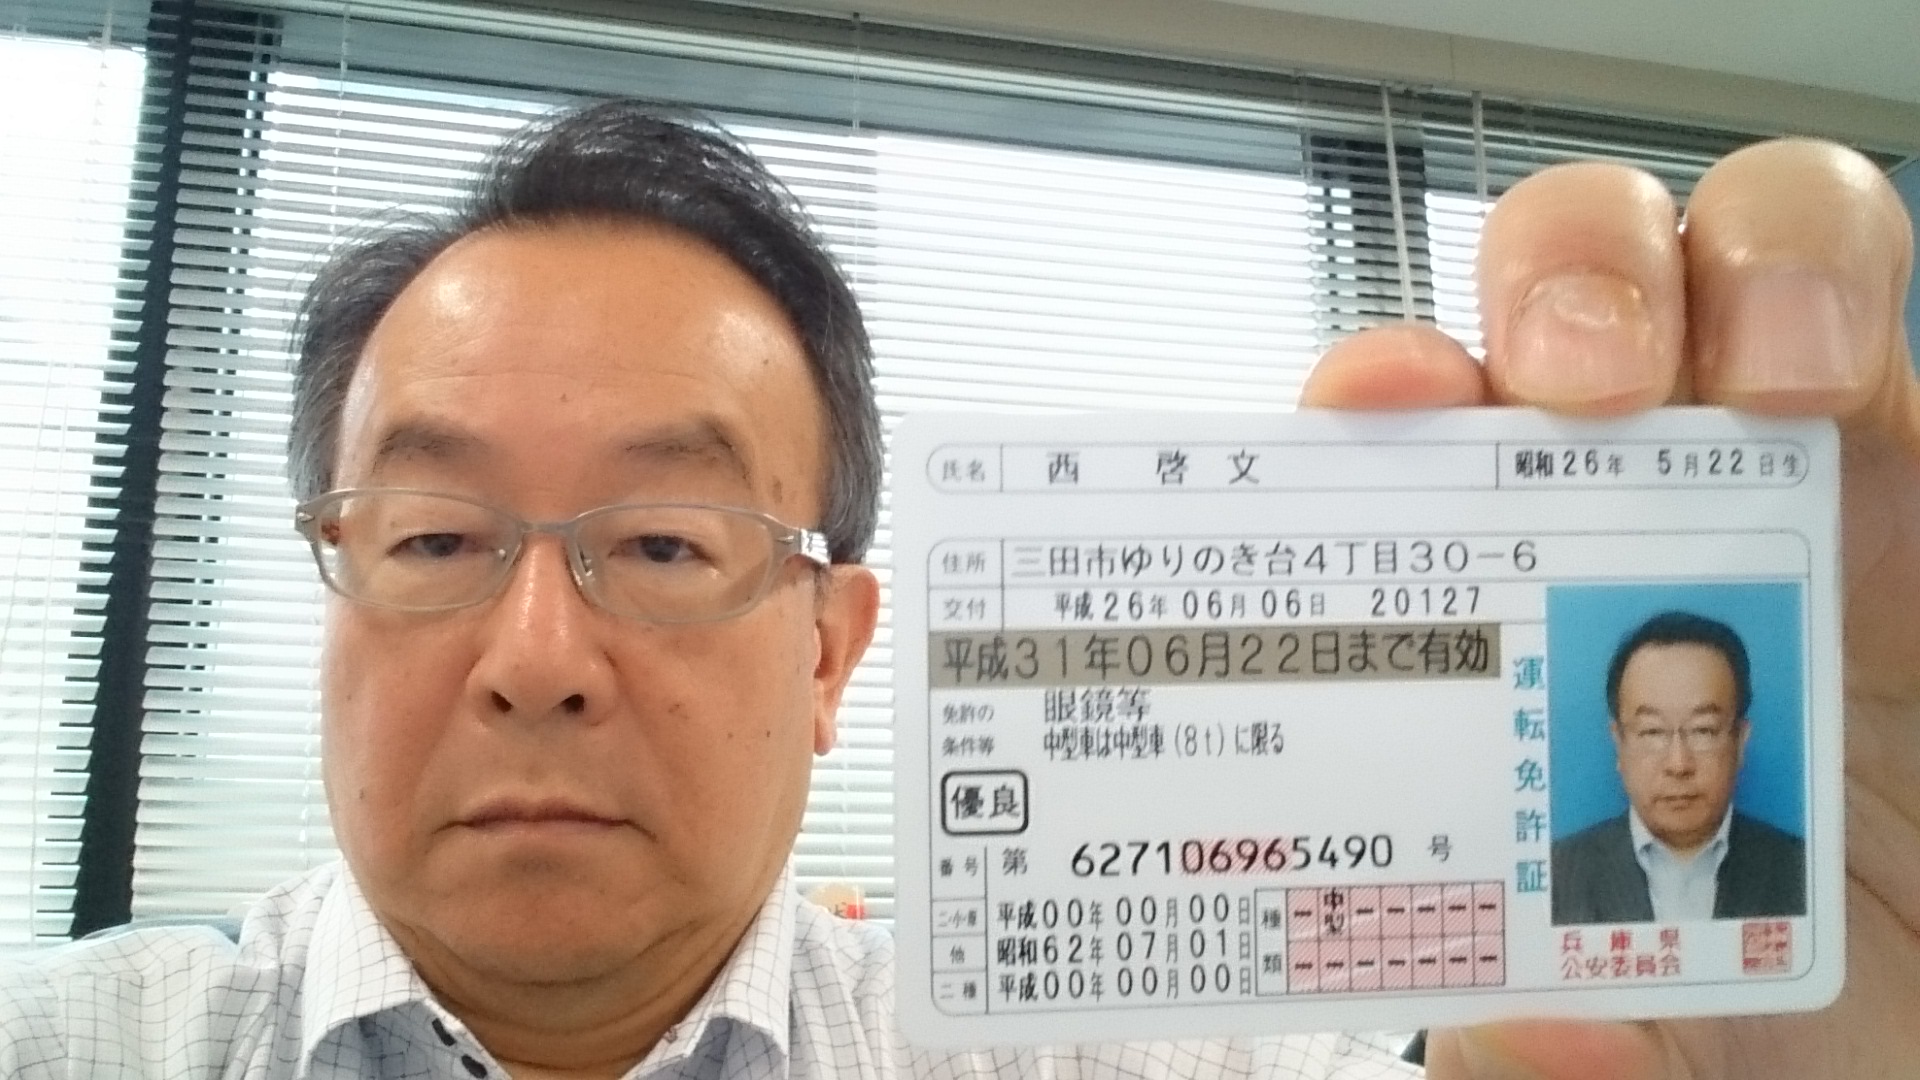 氏名 西 啓 文 昭和26年 5月22日生
住所 三田市ゆりのき台4丁目30-6
交付 平成26年06月06日 20127
平成31年06月22日まで有効
免許の 眼鏡等
条件等 中型車は中型車(8t)に限る
優良
番号 第 627106965490 号
二・小・原 平成00年00月00日
他 昭和62年07月01日
二種 平成00年00月00日
種類 - 中型 - - - - -
- - - - - - -
運転免許証
兵庫県
公安委員会